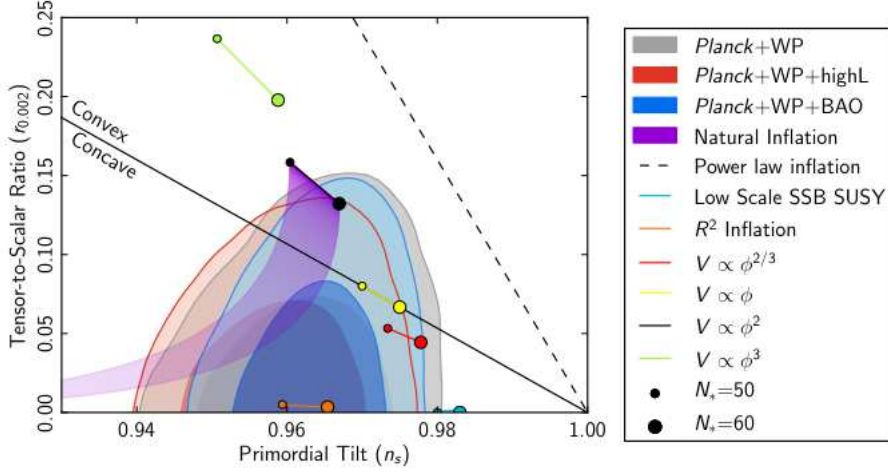 0.25
0.20
0.15
0.10
0.05
0.00
Tensor-to-Scalar Ratio (r₀.₀₀₂)
Convex
Concave
0.94
0.96
0.98
1.00
Primordial Tilt (nₛ)
Planck+WP
Planck+WP+highL
Planck+WP+BAO
Natural Inflation
Power law inflation
Low Scale SSB SUSY
R² Inflation
V ∝ ϕ^{2/3}
V ∝ ϕ
V ∝ ϕ²
V ∝ ϕ³
N*=50
N*=60